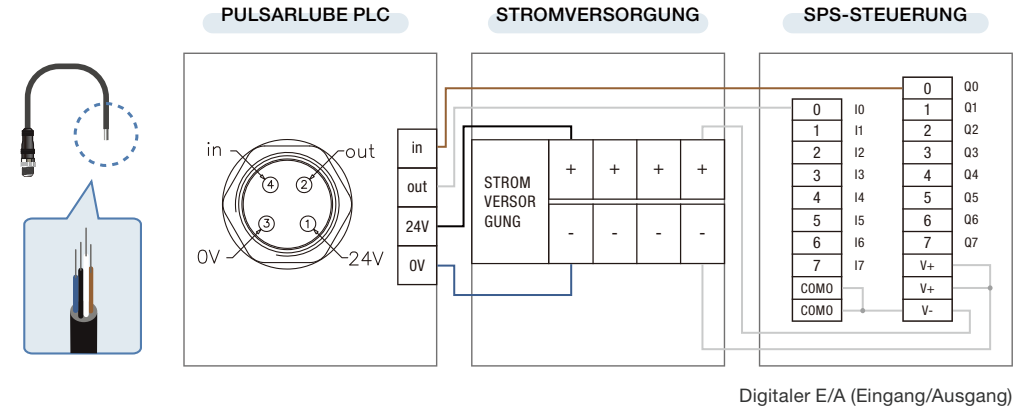 PULSARLUBE PLC
STROMVERSORGUNG
SPS-STEUERUNG
in
out
4
2
3
1
0V
24V
in
out
24V
0V
STROM
VERSOR
GUNG
+ + + +
- - - -
0 I0
1 I1
2 I2
3 I3
4 I4
5 I5
6 I6
7 I7
COM0
COM0
0 Q0
1 Q1
2 Q2
3 Q3
4 Q4
5 Q5
6 Q6
7 Q7
V+
V+
V-
Digitaler E/A (Eingang/Ausgang)